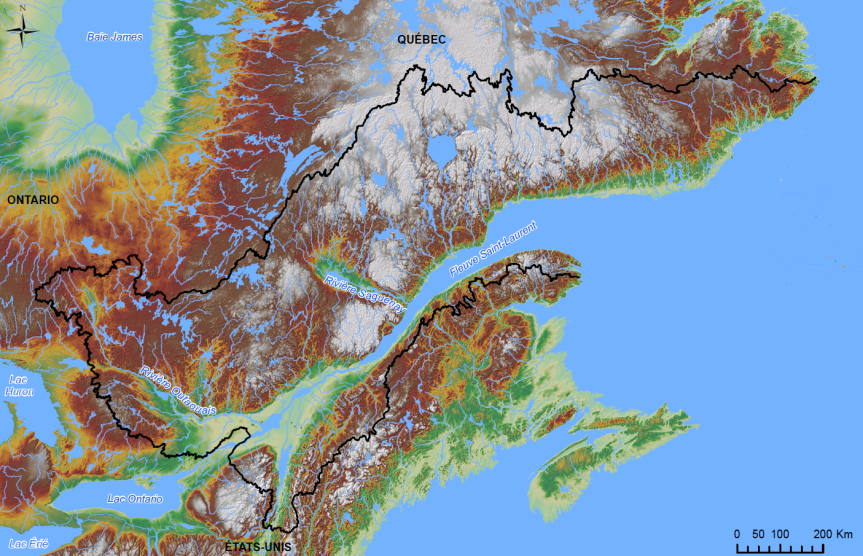 N
Baie James
QUÉBEC
ONTARIO
Fleuve Saint-Laurent
Rivière Saguenay
Lac
Huron
Rivière Outaouais
Lac Ontario
Lac Érié
ÉTATS-UNIS
0 50 100 200 Km